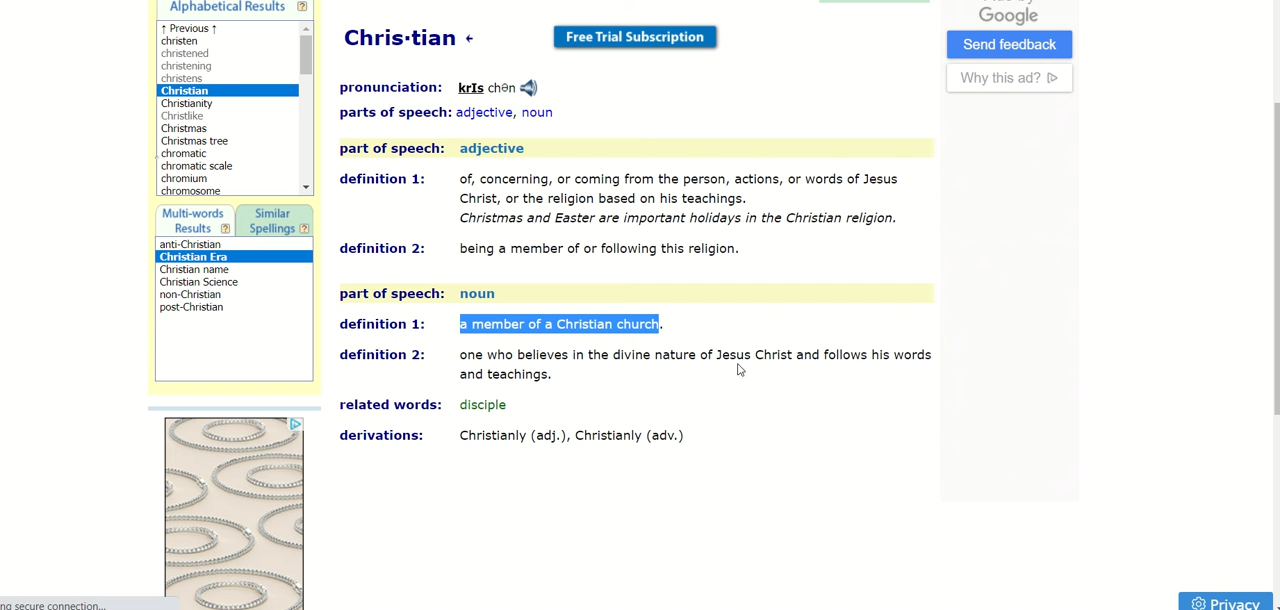 Alphabetical Results ?
↑ Previous ↑
christen
christened
christening
christens
Christian
Christianity
Christlike
Christmas
Christmas tree
chromatic
chromatic scale
chromium
chromosome
Multi-words
Results ?
Similar
Spellings ?
anti-Christian
Christian Era
Christian name
Christian Science
non-Christian
post-Christian
Chris·tian
Free Trial Subscription
pronunciation: krIs chən
parts of speech: adjective, noun
part of speech: adjective
definition 1: of, concerning, or coming from the person, actions, or words of Jesus
Christ, or the religion based on his teachings.
Christmas and Easter are important holidays in the Christian religion.
definition 2: being a member of or following this religion.
part of speech: noun
definition 1: a member of a Christian church.
definition 2: one who believes in the divine nature of Jesus Christ and follows his words
and teachings.
related words: disciple
derivations: Christianly (adj.), Christianly (adv.)
Google
Send feedback
Why this ad?
ng secure connection...
Privacy